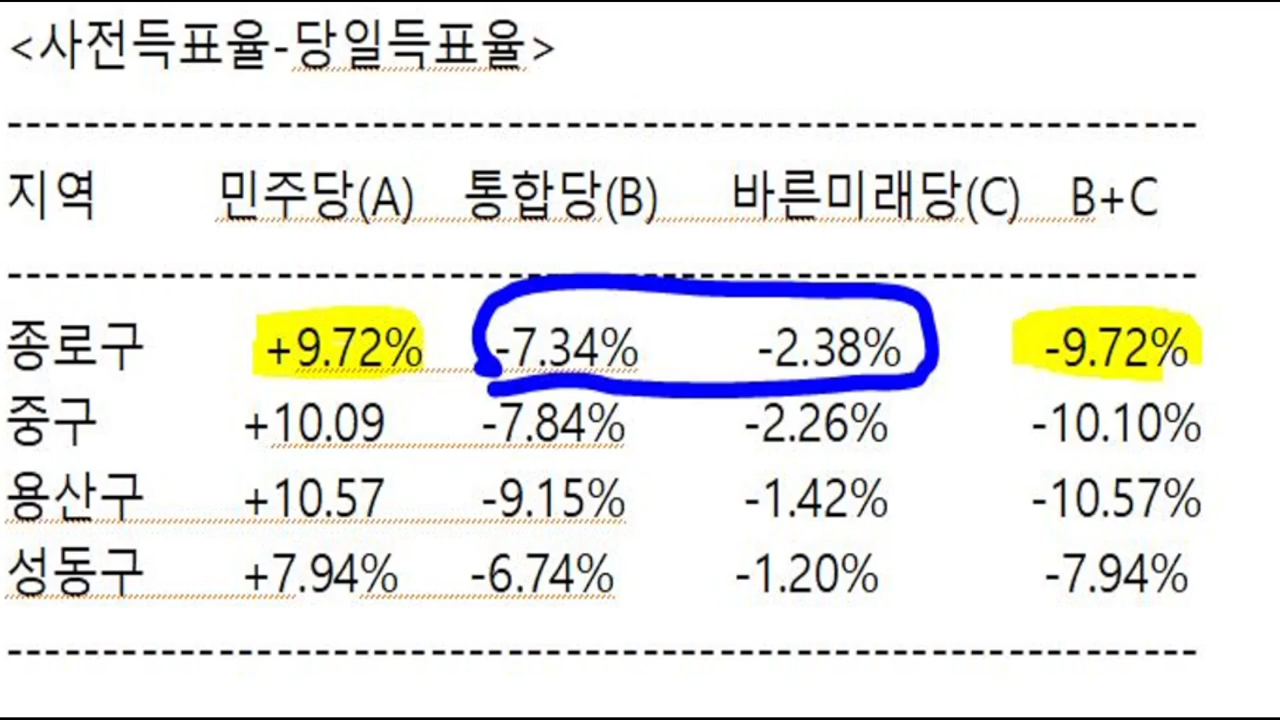 <사전득표율-당일득표율>
지역 민주당(A) 통합당(B) 바른미래당(C) B+C
종로구 +9.72% -7.34% -2.38% -9.72%
중구 +10.09 -7.84% -2.26% -10.10%
용산구 +10.57 -9.15% -1.42% -10.57%
성동구 +7.94% -6.74% -1.20% -7.94%